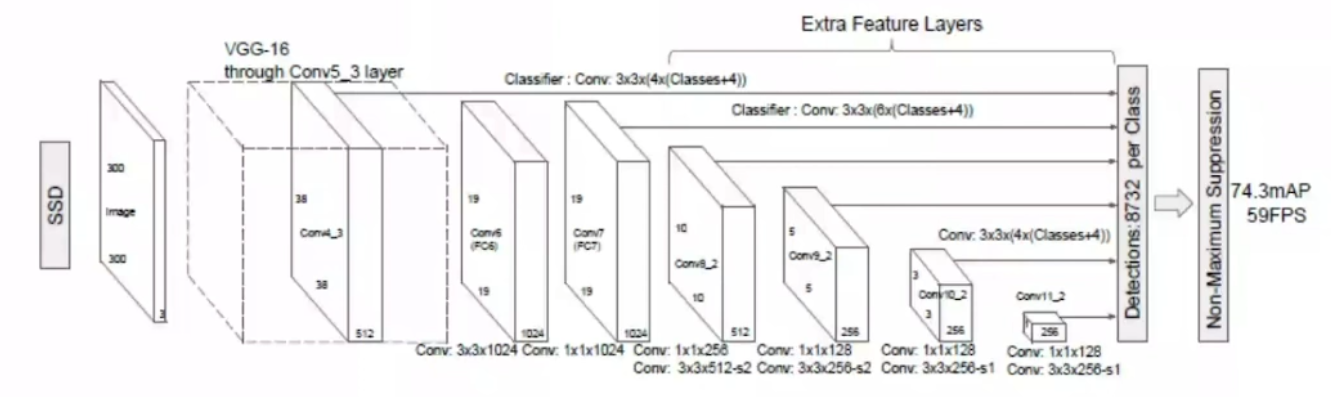 Extra Feature Layers
VGG-16
through Conv5_3 layer
Classifier : Conv: 3x3x(4x(Classes+4))
Classifier : Conv: 3x3x(6x(Classes+4))
SSD
300
Image
300
3
38
Conv4_3
38
512
19
Conv6
(FC6)
19
1024
19
Conv7
(FC7)
19
1024
10
Conv8_2
10
512
5
Conv9_2
5
256
Conv: 3x3x(4x(Classes+4))
3
Conv10_2
3
256
Conv11_2
256
Detections:8732 per Class
Non-Maximum Suppression
74.3mAP
59FPS
Conv: 3x3x1024
Conv: 1x1x1024
Conv: 1x1x256
Conv: 3x3x512-s2
Conv: 1x1x128
Conv: 3x3x256-s2
Conv: 1x1x128
Conv: 3x3x256-s1
Conv: 1x1x128
Conv: 3x3x256-s1